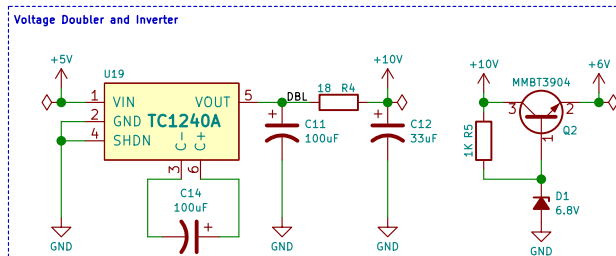 Voltage Doubler and Inverter
+5V
U19
1 VIN
2 GND
4 SHDN
TC1240A
VOUT 5
C-
C+
3
6
C14
100uF
GND
DBL
18 R4
+10V
C11
100uF
C12
33uF
GND
GND
+10V
MMBT3904
+6V
3
2
1
Q2
1K R5
D1
6.8V
GND